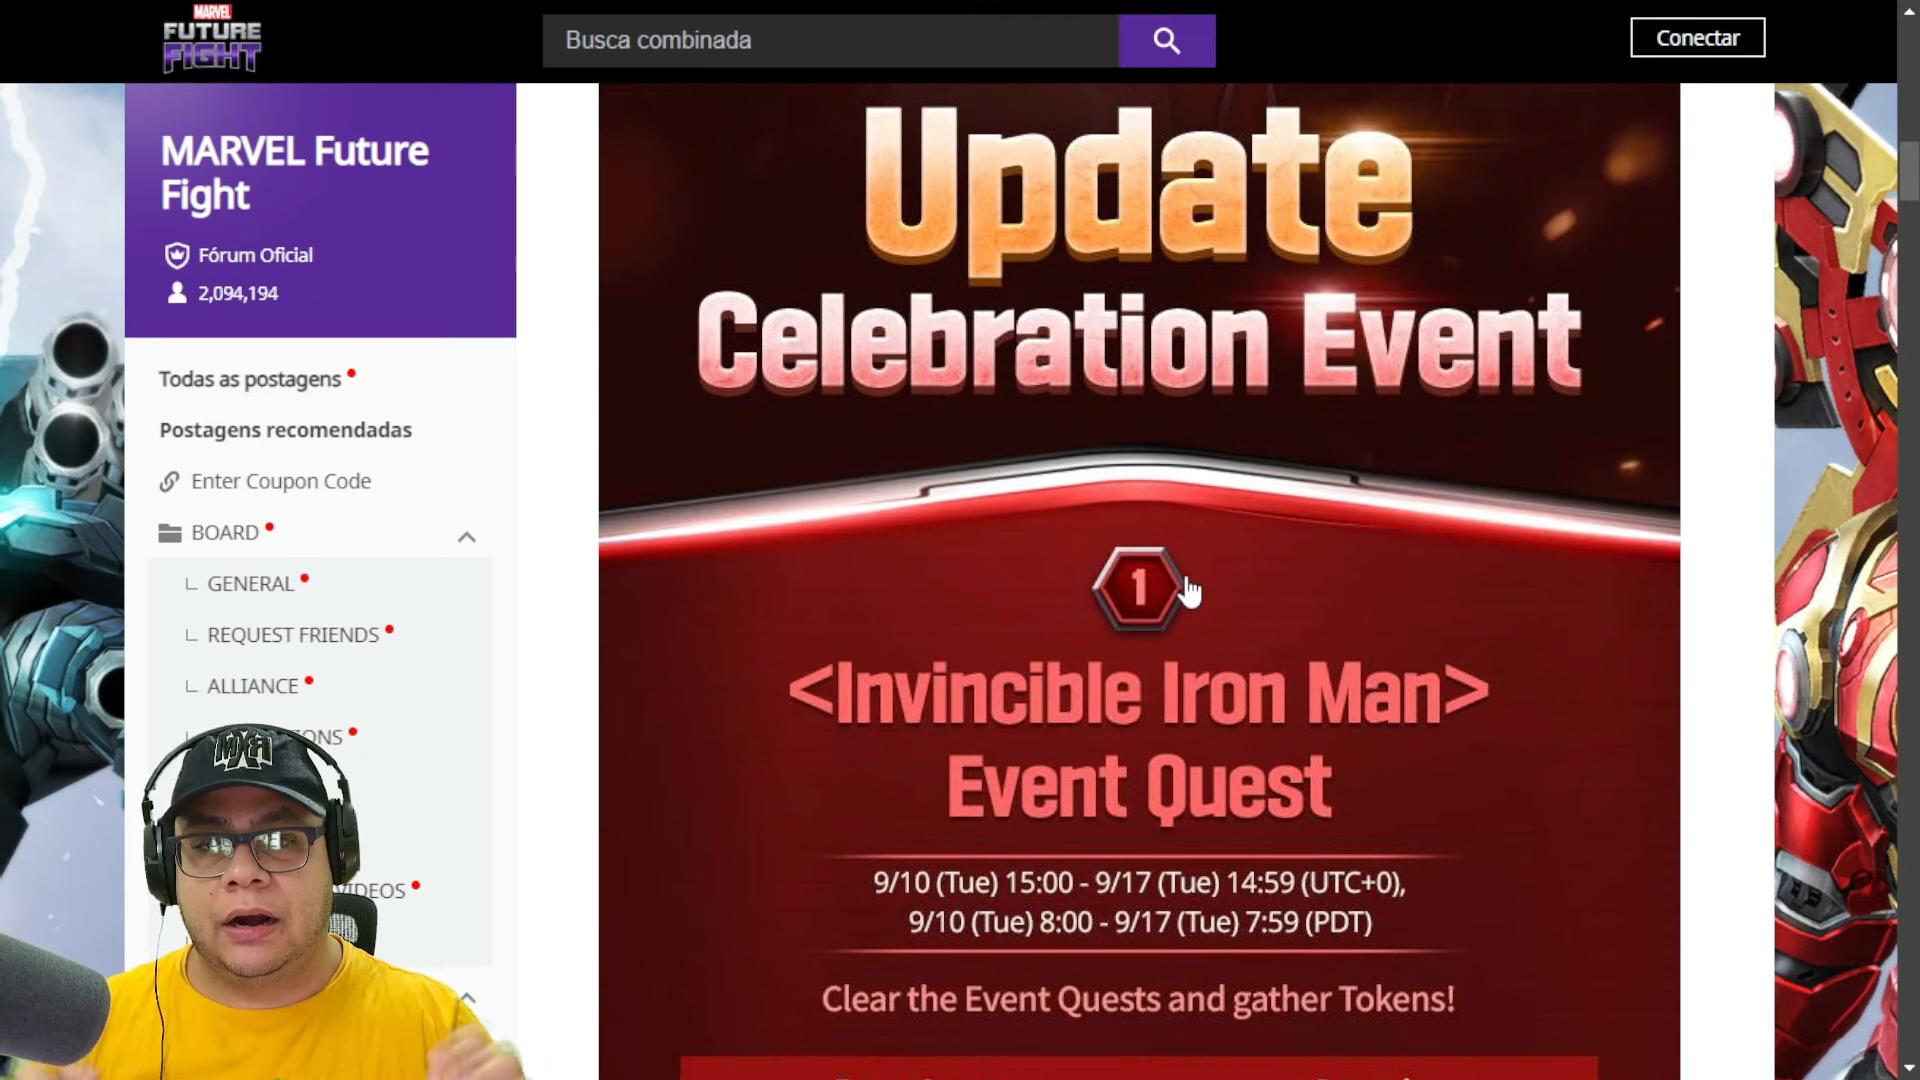 MARVEL
FUTURE
FIGHT
Busca combinada
Conectar
MARVEL Future
Fight
Fórum Oficial
2,094,194
Todas as postagens
Postagens recomendadas
Enter Coupon Code
BOARD
GENERAL
REQUEST FRIENDS
ALLIANCE
VIDEOS
Update
Celebration Event
1
<Invincible Iron Man>
Event Quest
9/10 (Tue) 15:00 - 9/17 (Tue) 14:59 (UTC+0),
9/10 (Tue) 8:00 - 9/17 (Tue) 7:59 (PDT)
Clear the Event Quests and gather Tokens!